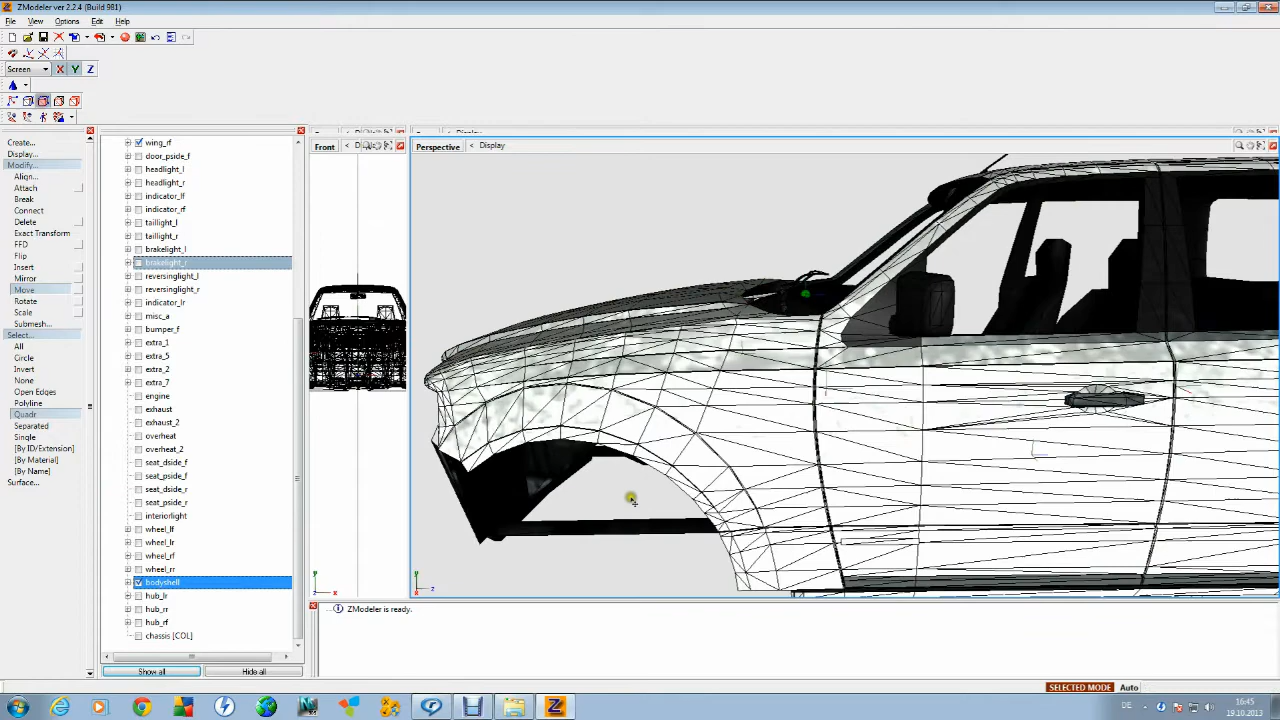 ZModeler ver 2.2.4 (Build 981)
File View Options Edit Help
Screen X Y Z
Create...
Display...
Modify...
Align...
Attach
Break
Connect
Delete
Exact Transform
FFD
Flip
Insert
Mirror
Move
Rotate
Scale
Submesh...
Select...
All
Circle
Invert
None
Open Edges
Polyline
Quadr
Separated
Single
[By ID/Extension]
[By Material]
[By Name]
Surface...
wing_rf
door_pside_f
headlight_l
headlight_r
indicator_lf
indicator_rf
taillight_l
taillight_r
brakelight_l
brakelight_r
reversinglight_l
reversinglight_r
indicator_lr
misc_a
bumper_f
extra_1
extra_5
extra_2
extra_7
engine
exhaust
exhaust_2
overheat
overheat_2
seat_dside_f
seat_pside_f
seat_dside_r
seat_pside_r
interiorlight
wheel_lf
wheel_lr
wheel_rf
wheel_rr
bodyshell
hub_lr
hub_rr
hub_rf
chassis [COL]
Show all Hide all
Front
Perspective < Display
ZModeler is ready.
SELECTED MODE Auto
DE
16:45
19.10.2013